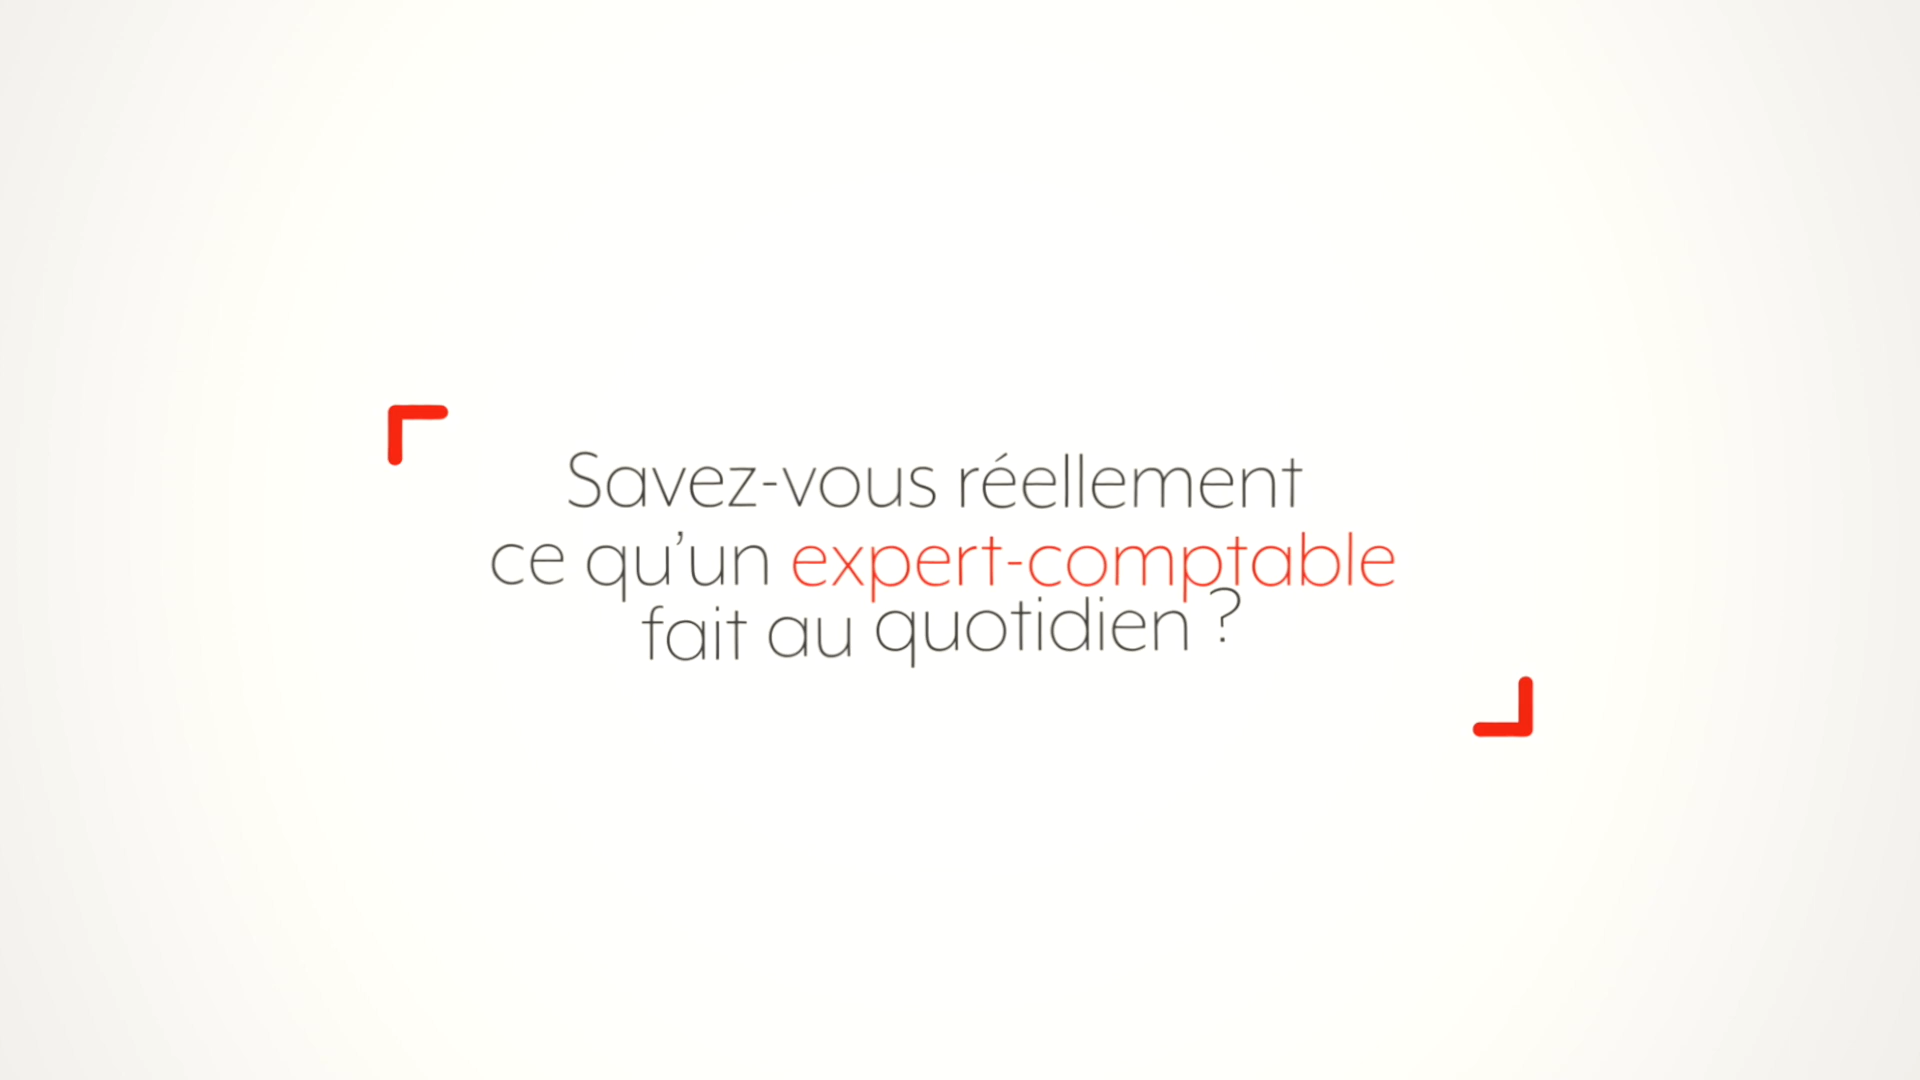 Savez-vous réellement
ce qu’un expert-comptable
fait au quotidien ?